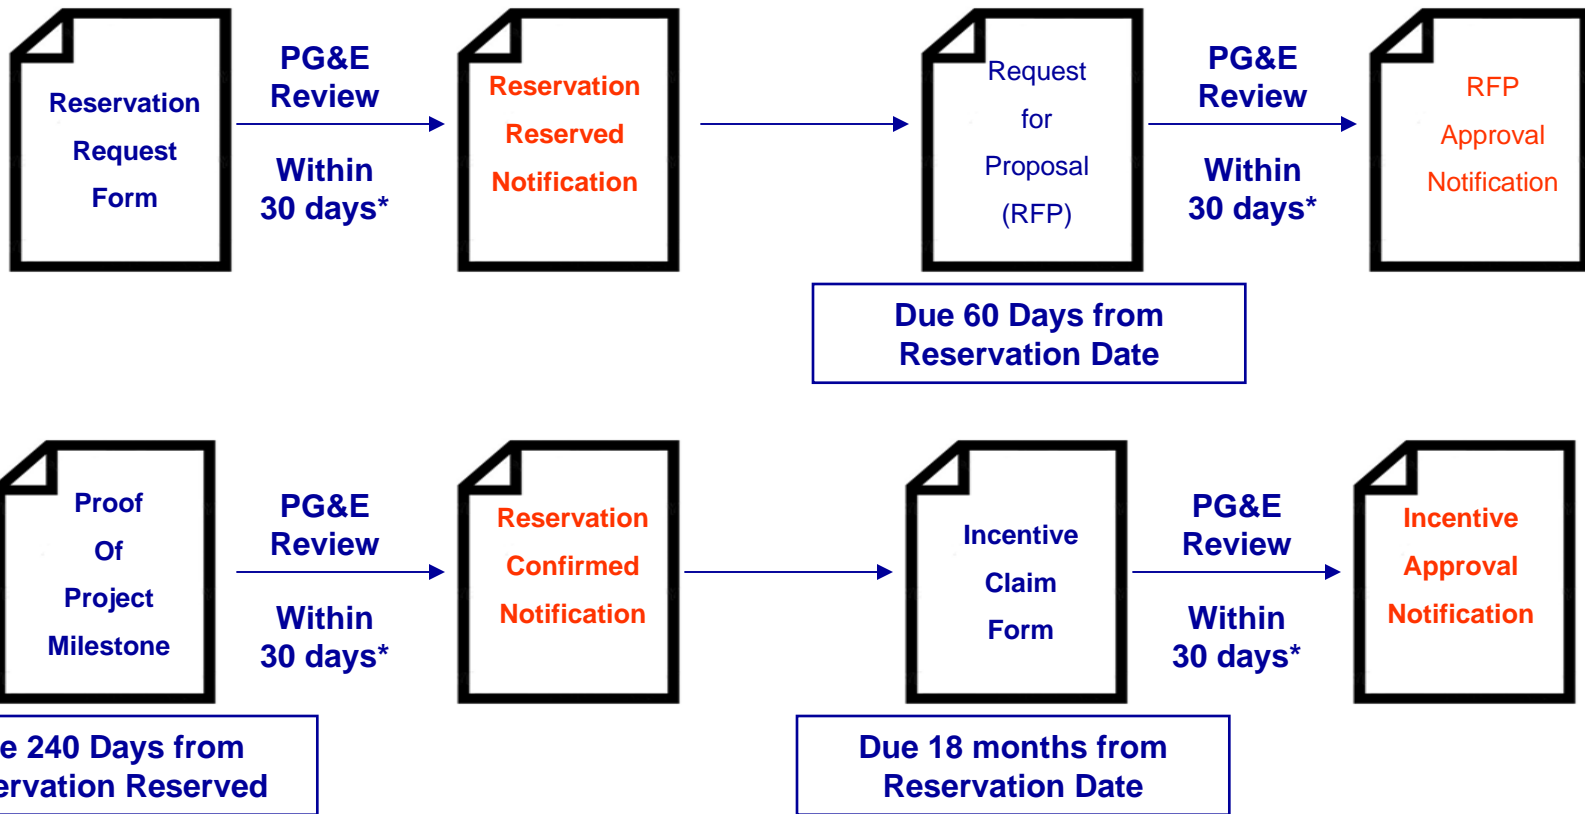 Reservation
Request
Form
PG&E
Review
Within
30 days*
Reservation
Reserved
Notification
Request
for
Proposal
(RFP)
PG&E
Review
Within
30 days*
RFP
Approval
Notification
Due 60 Days from
Reservation Date
Proof
Of
Project
Milestone
PG&E
Review
Within
30 days*
Reservation
Confirmed
Notification
Incentive
Claim
Form
PG&E
Review
Within
30 days*
Incentive
Approval
Notification
e 240 Days from
ervation Reserved
Due 18 months from
Reservation Date